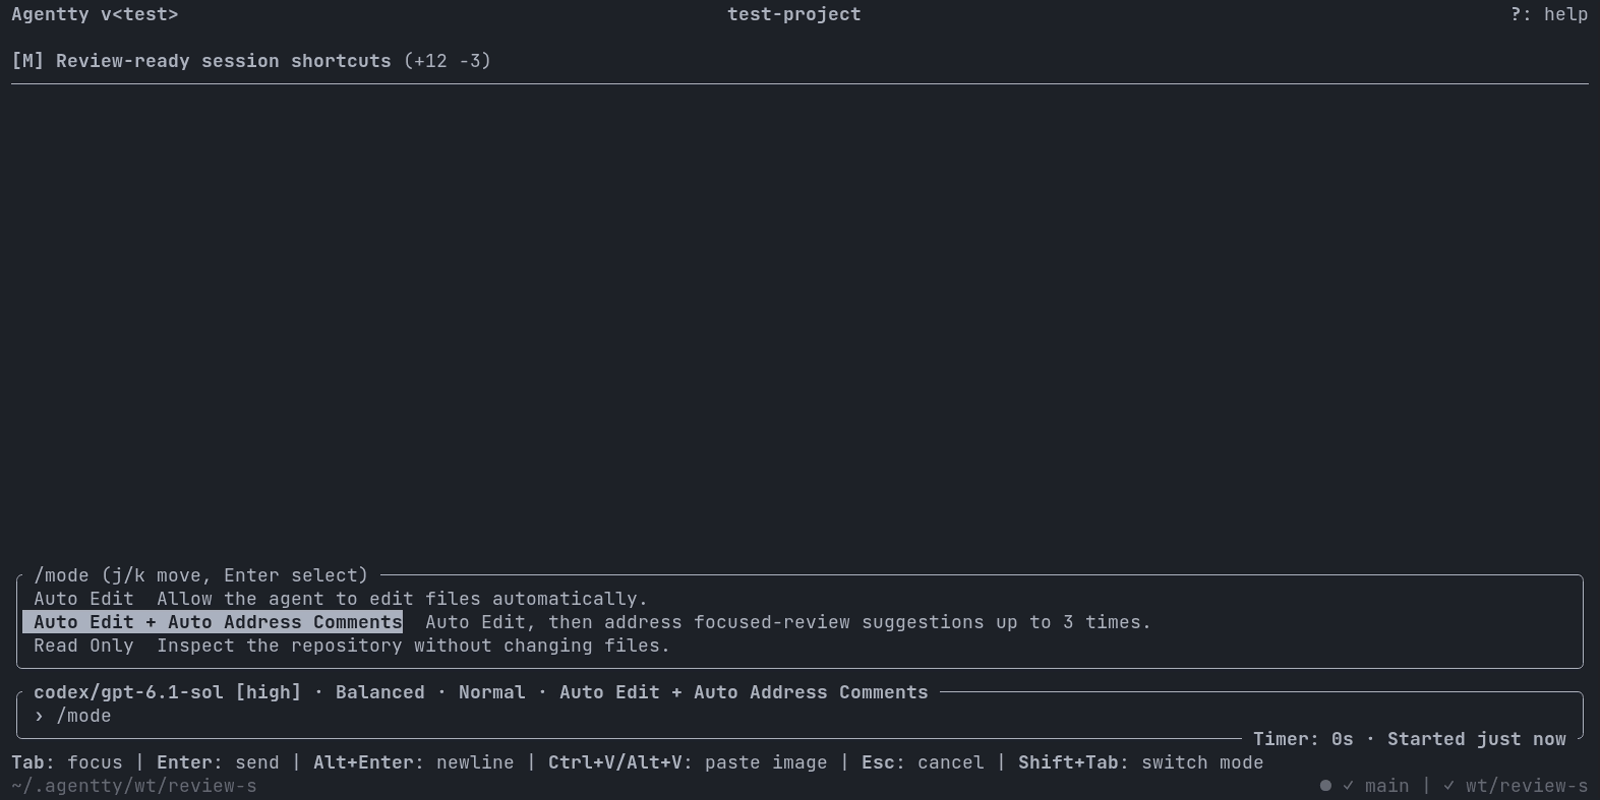 Agentty v<test> test-project ?: help
[M] Review-ready session shortcuts (+12 -3)
/mode (j/k move, Enter select)
Auto Edit  Allow the agent to edit files automatically.
Auto Edit + Auto Address Comments  Auto Edit, then address focused-review suggestions up to 3 times.
Read Only  Inspect the repository without changing files.
codex/gpt-6.1-sol [high] · Balanced · Normal · Auto Edit + Auto Address Comments
› /mode
Timer: 0s · Started just now
Tab: focus | Enter: send | Alt+Enter: newline | Ctrl+V/Alt+V: paste image | Esc: cancel | Shift+Tab: switch mode
~/.agentty/wt/review-s ● ✓ main | ✓ wt/review-s